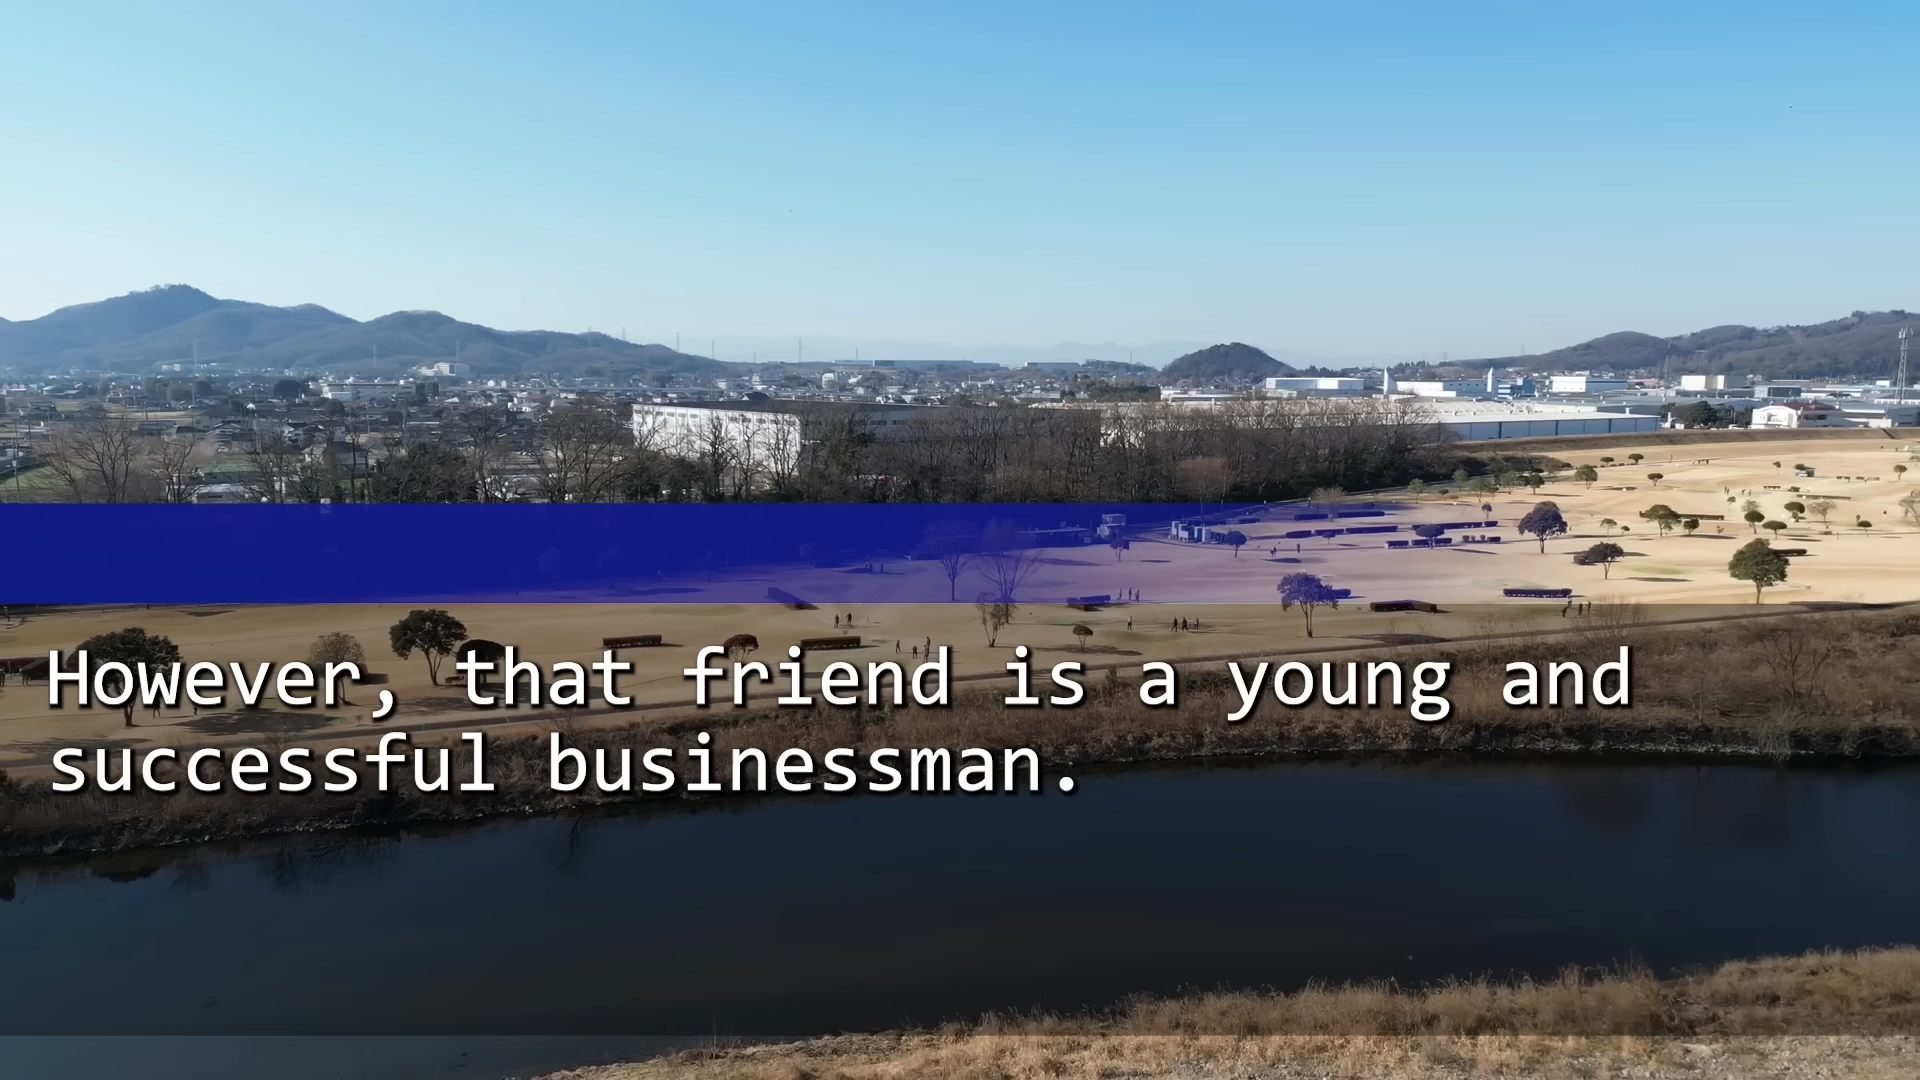 However, that friend is a young and
successful businessman.